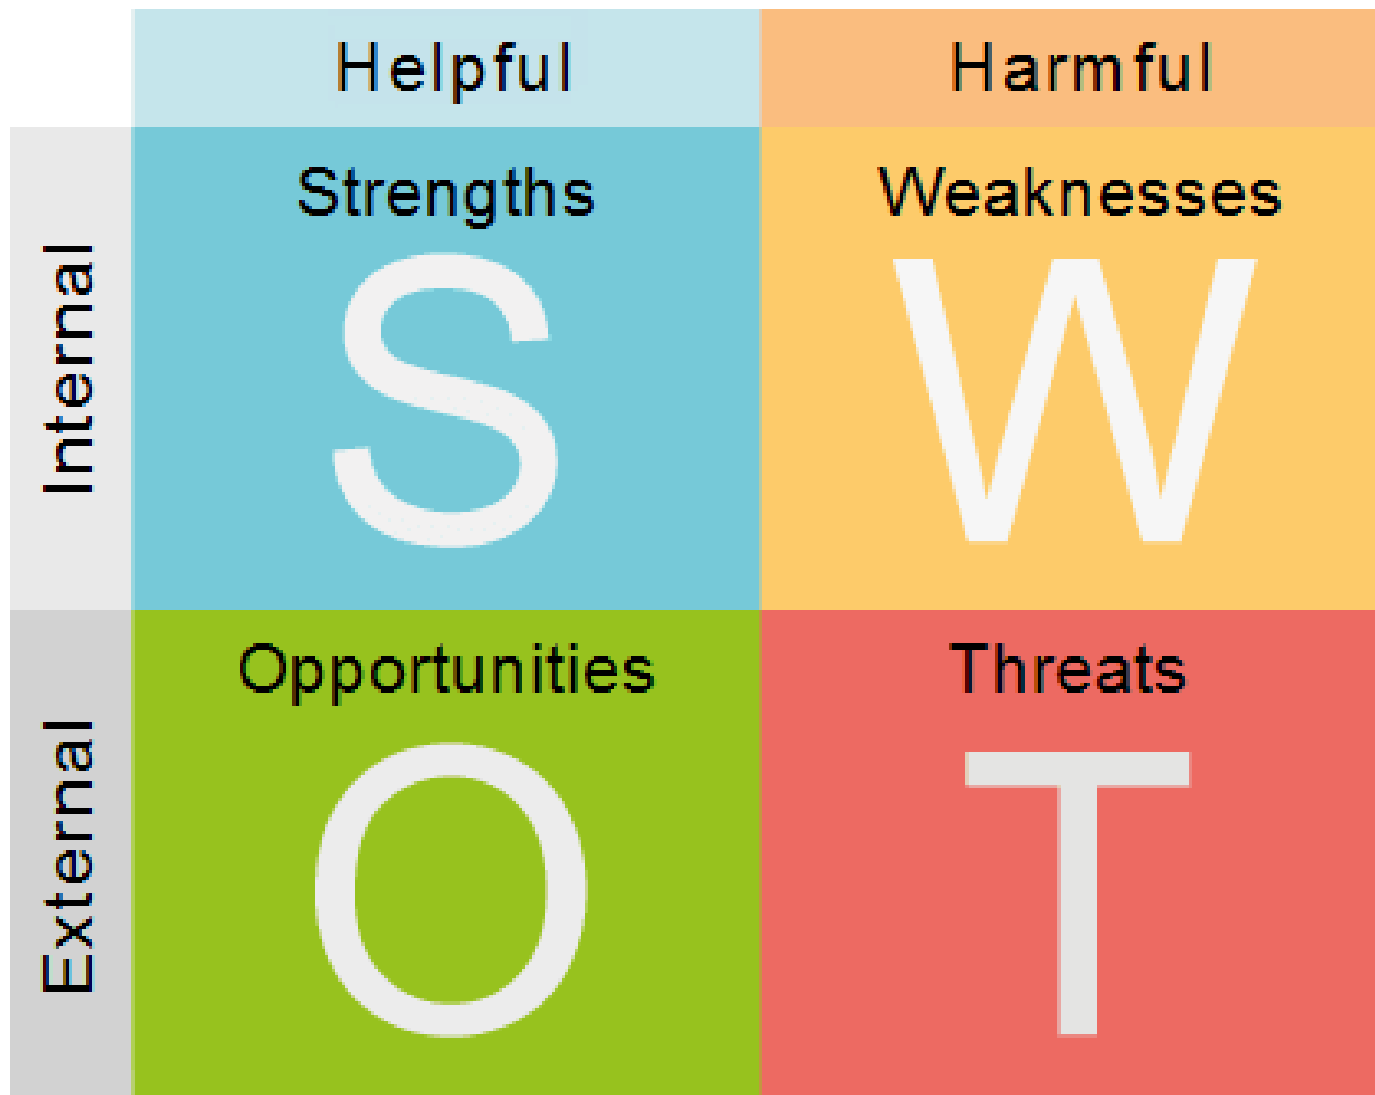 Helpful
Harmful
Internal
Strengths
S
Weaknesses
W
External
Opportunities
O
Threats
T